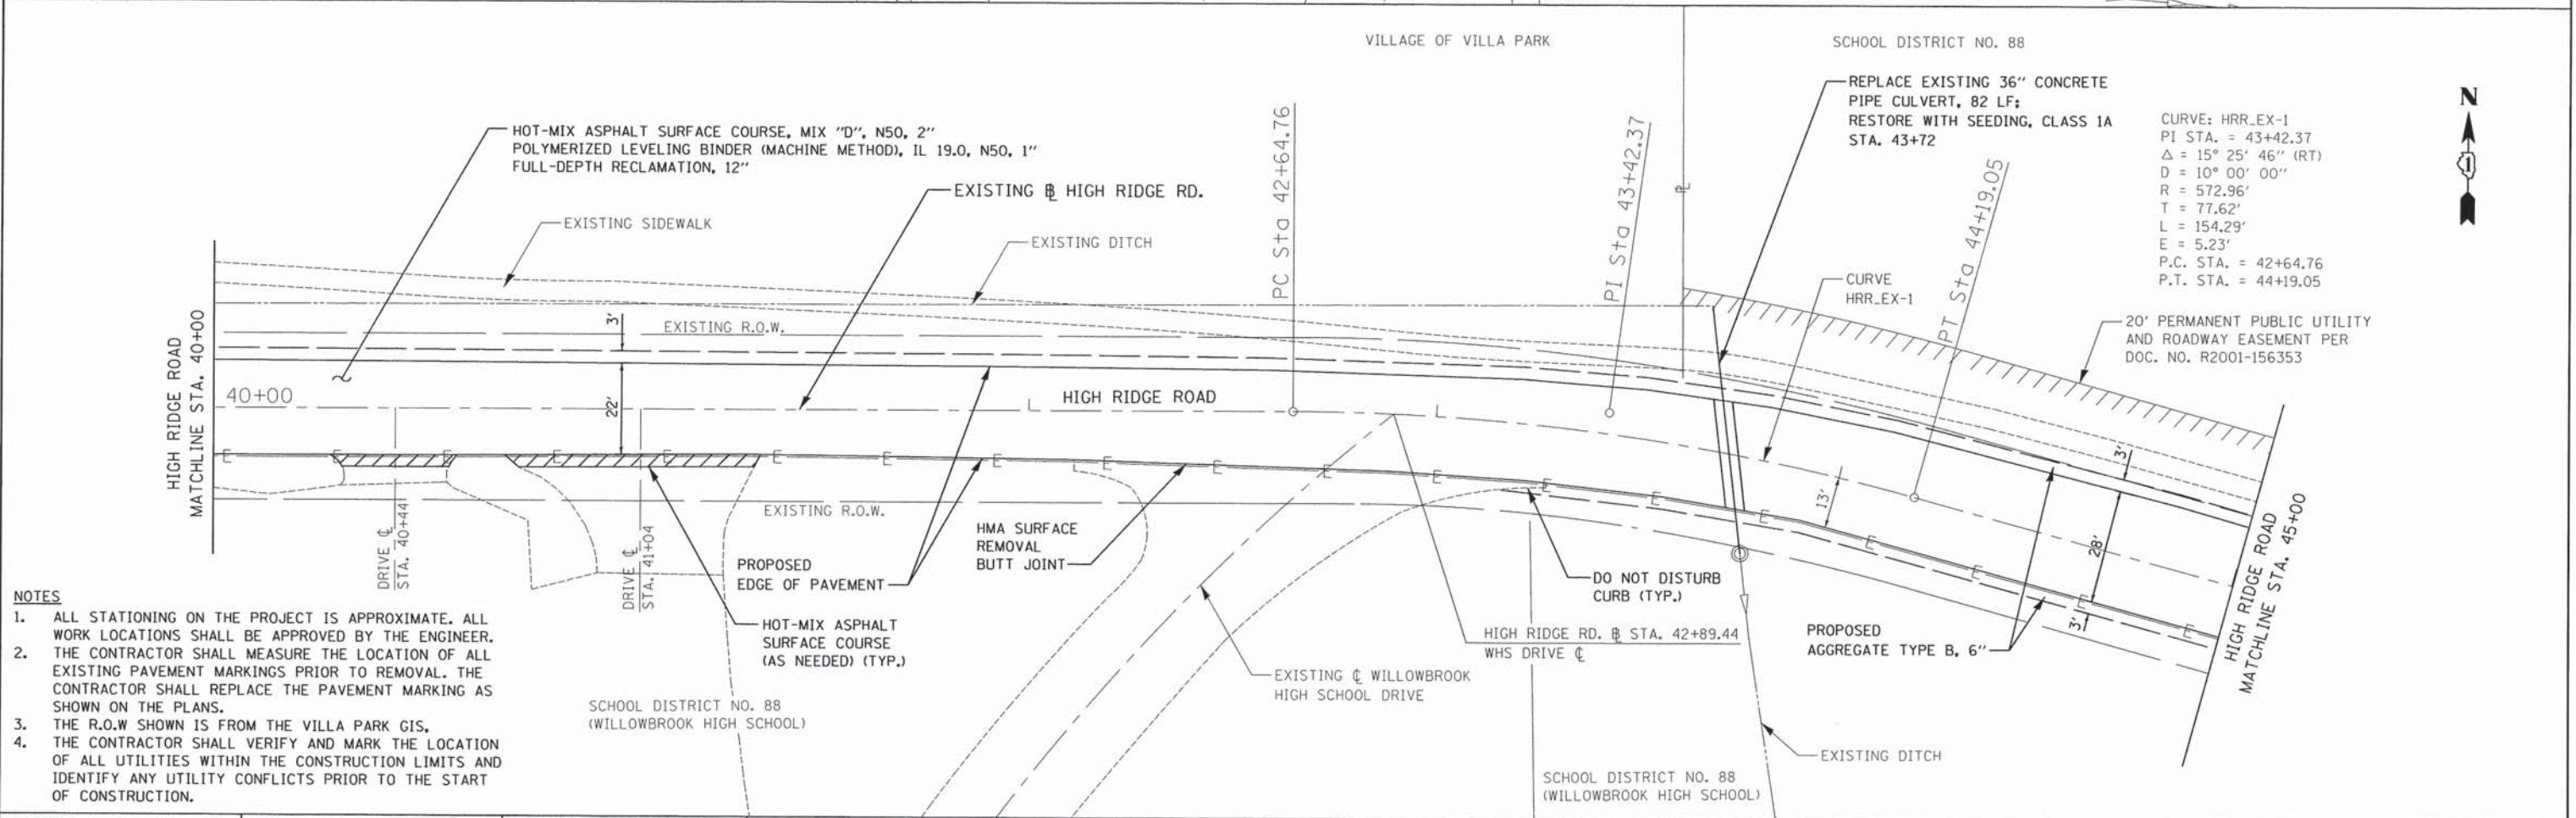 VILLAGE OF VILLA PARK
SCHOOL DISTRICT NO. 88
REPLACE EXISTING 36" CONCRETE
PIPE CULVERT, 82 LF;
RESTORE WITH SEEDING, CLASS 1A
STA. 43+72
CURVE: HRR_EX-1
PI STA. = 43+42.37
Δ = 15° 25' 46" (RT)
D = 10° 00' 00"
R = 572.96'
T = 77.62'
L = 154.29'
E = 5.23'
P.C. STA. = 42+64.76
P.T. STA. = 44+19.05
N
1
HOT-MIX ASPHALT SURFACE COURSE, MIX "D", N50, 2"
POLYMERIZED LEVELING BINDER (MACHINE METHOD), IL 19.0, N50, 1"
FULL-DEPTH RECLAMATION, 12"
EXISTING ℄ HIGH RIDGE RD.
EXISTING SIDEWALK
EXISTING DITCH
PC Sta 42+64.76
PI Sta 43+42.37
PT Sta 44+19.05
CURVE
HRR_EX-1
20' PERMANENT PUBLIC UTILITY
AND ROADWAY EASEMENT PER
DOC. NO. R2001-156353
3'
EXISTING R.O.W.
HIGH RIDGE ROAD
MATCHLINE STA. 40+00
40+00
22'
HIGH RIDGE ROAD
3'
13'
28'
3'
HIGH RIDGE ROAD
MATCHLINE STA. 45+00
E E E E E E E E E E E E E E E E E E
PL
EXISTING R.O.W.
DRIVE ℄
STA. 40+44
DRIVE ℄
STA. 41+04
PROPOSED
EDGE OF PAVEMENT
HMA SURFACE
REMOVAL
BUTT JOINT
HOT-MIX ASPHALT
SURFACE COURSE
(AS NEEDED) (TYP.)
DO NOT DISTURB
CURB (TYP.)
HIGH RIDGE RD. ℄ STA. 42+89.44
WHS DRIVE ℄
EXISTING ℄ WILLOWBROOK
HIGH SCHOOL DRIVE
PROPOSED
AGGREGATE TYPE B, 6"
EXISTING DITCH
SCHOOL DISTRICT NO. 88
(WILLOWBROOK HIGH SCHOOL)
SCHOOL DISTRICT NO. 88
(WILLOWBROOK HIGH SCHOOL)
NOTES
1. ALL STATIONING ON THE PROJECT IS APPROXIMATE. ALL
WORK LOCATIONS SHALL BE APPROVED BY THE ENGINEER.
2. THE CONTRACTOR SHALL MEASURE THE LOCATION OF ALL
EXISTING PAVEMENT MARKINGS PRIOR TO REMOVAL. THE
CONTRACTOR SHALL REPLACE THE PAVEMENT MARKING AS
SHOWN ON THE PLANS.
3. THE R.O.W SHOWN IS FROM THE VILLA PARK GIS.
4. THE CONTRACTOR SHALL VERIFY AND MARK THE LOCATION
OF ALL UTILITIES WITHIN THE CONSTRUCTION LIMITS AND
IDENTIFY ANY UTILITY CONFLICTS PRIOR TO THE START
OF CONSTRUCTION.